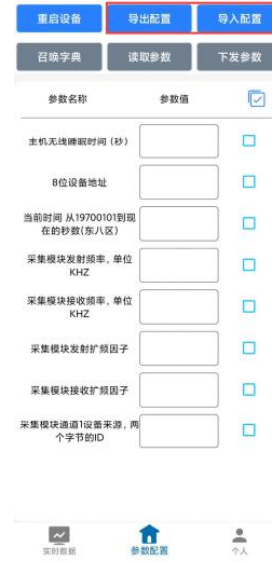 重启设备 导出配置 导入配置
召唤字典 读取参数 下发参数
参数名称 参数值
主机无线睡眠时间 (秒)
8位设备地址
当前时间 从19700101到现
在的秒数(东八区)
采集模块发射频率, 单位
KHZ
采集模块接收频率, 单位
KHZ
采集模块发射扩频因子
采集模块接收扩频因子
采集模块通道1设备来源, 两
个字节的ID
实时数据 参数配置 个人